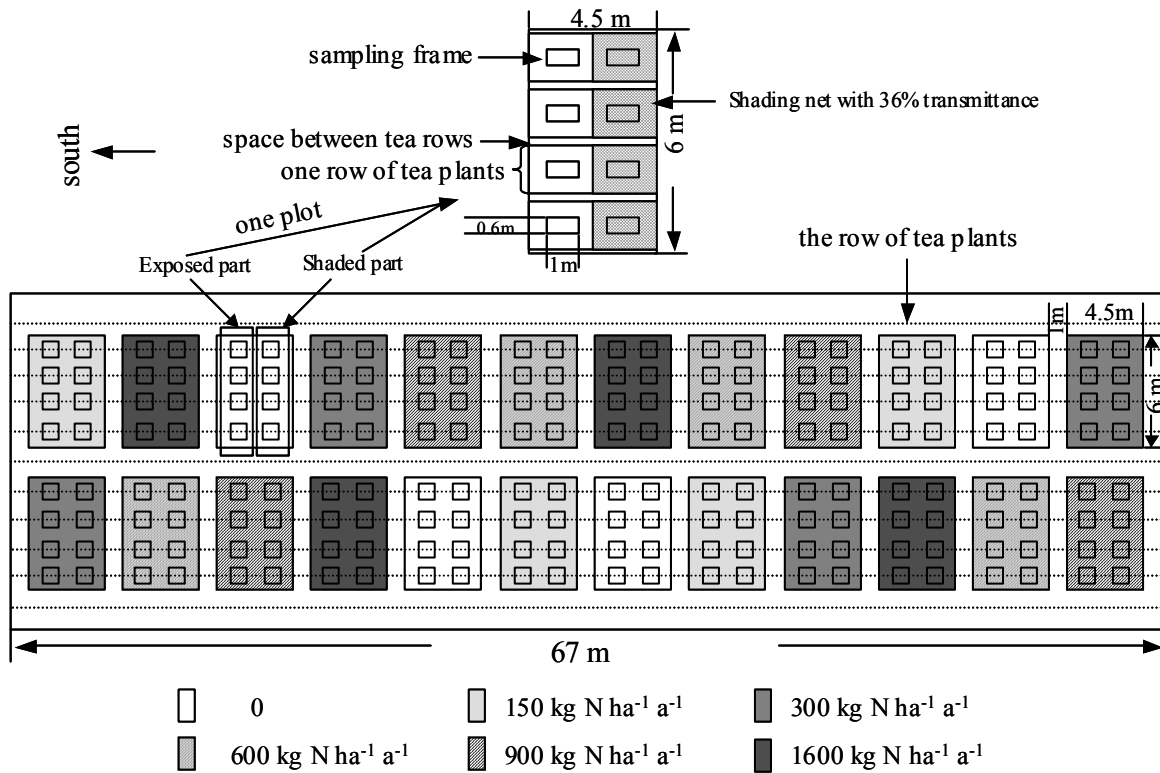 4.5 m
sampling frame
Shading net with 36% transmittance
6 m
space between tea rows
one row of tea plants
south
one plot
0.6m
1m
Exposed part
Shaded part
the row of tea plants
1m
4.5m
6 m
67 m
0
150 kg N ha⁻¹ a⁻¹
300 kg N ha⁻¹ a⁻¹
600 kg N ha⁻¹ a⁻¹
900 kg N ha⁻¹ a⁻¹
1600 kg N ha⁻¹ a⁻¹